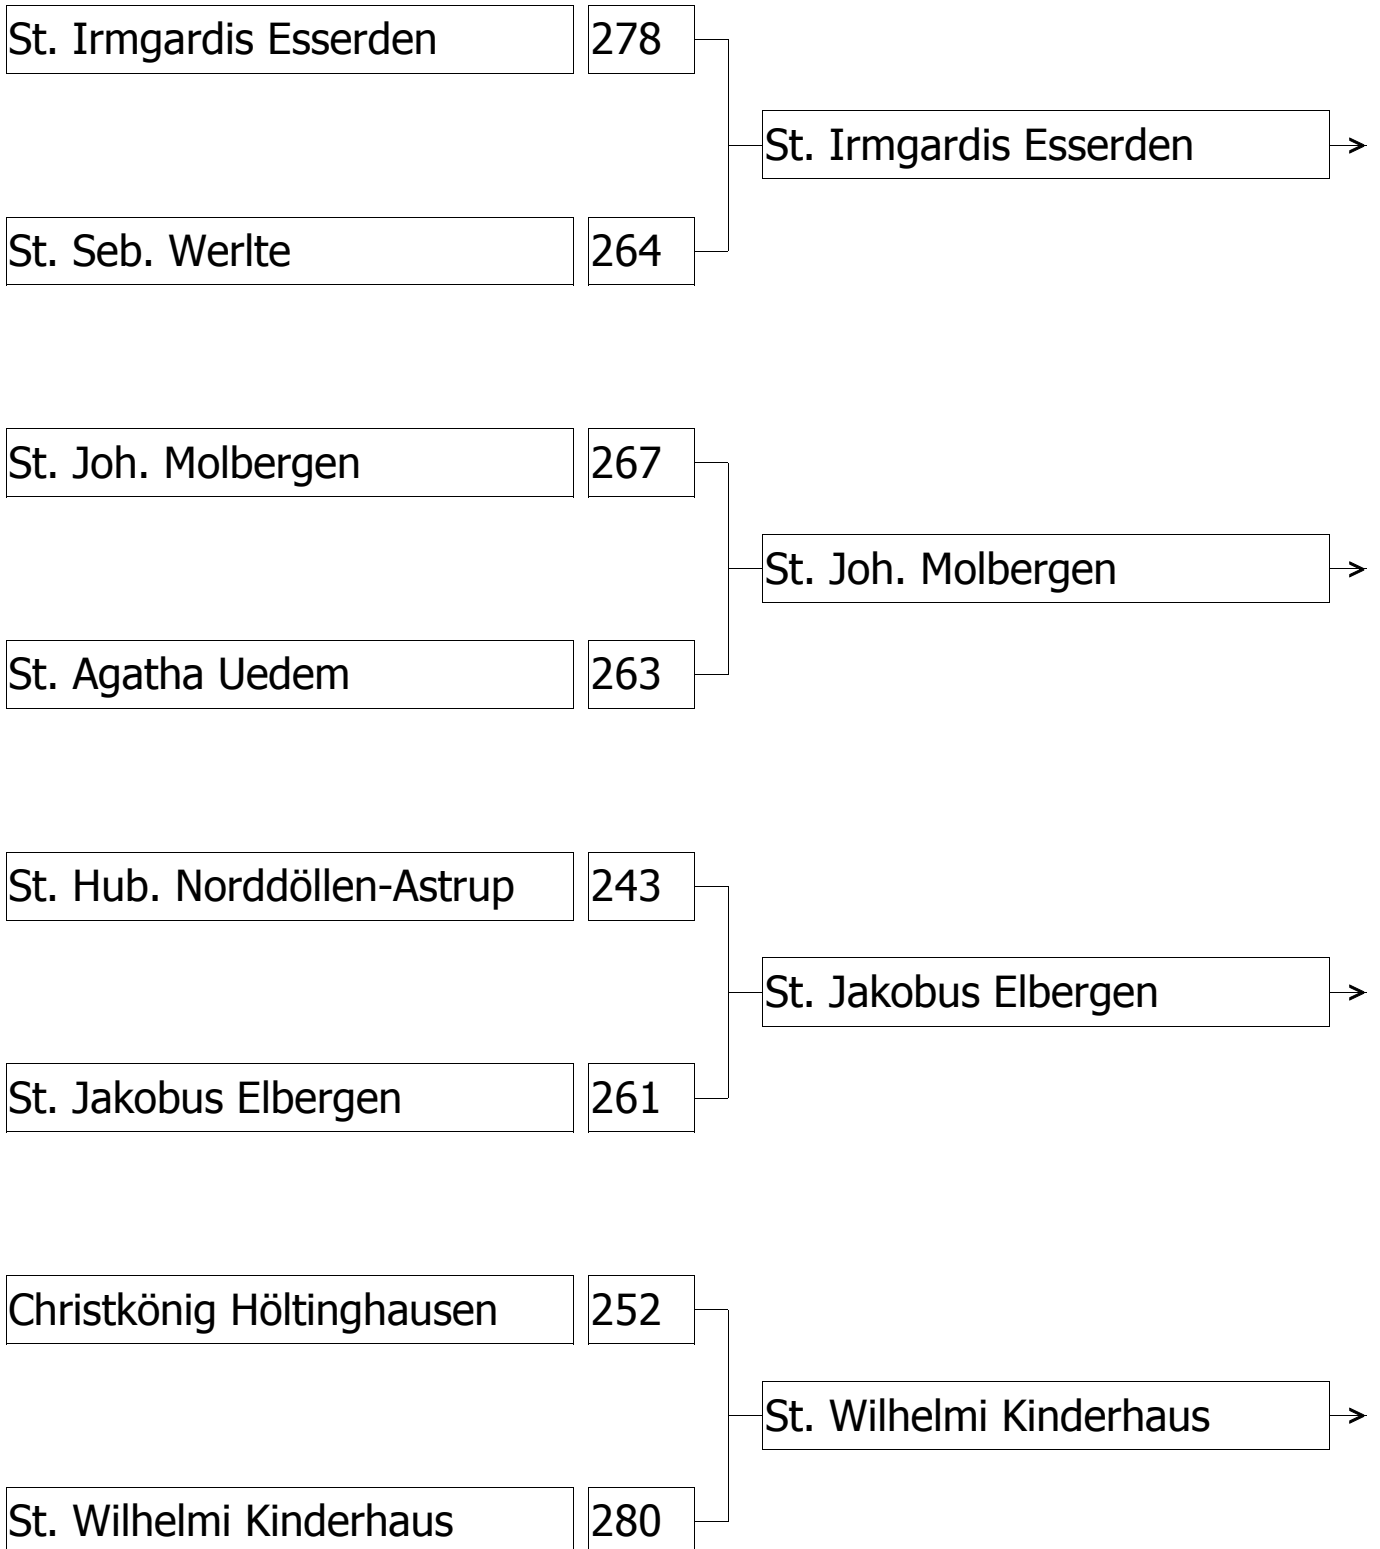 St. Irmgardis Esserden 278
St. Irmgardis Esserden >
St. Seb. Werlte 264
St. Joh. Molbergen 267
St. Joh. Molbergen >
St. Agatha Uedem 263
St. Hub. Norddöllen-Astrup 243
St. Jakobus Elbergen >
St. Jakobus Elbergen 261
Christkönig Höltinghausen 252
St. Wilhelmi Kinderhaus >
St. Wilhelmi Kinderhaus 280